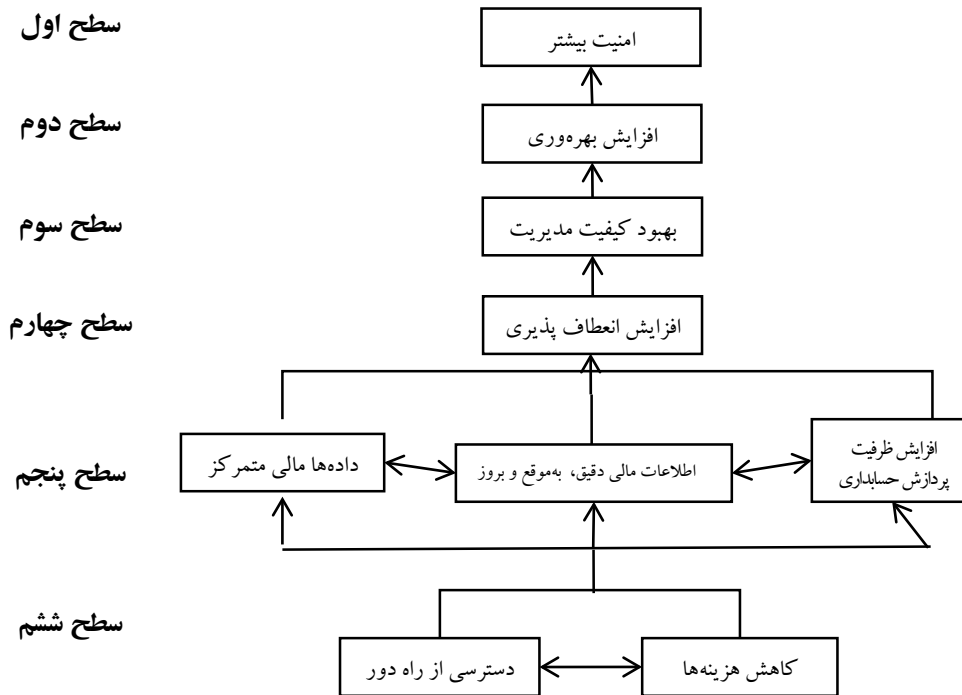 سطح اول
امنیت بیشتر
سطح دوم
افزایش بهره‌وری
سطح سوم
بهبود کیفیت مدیریت
سطح چهارم
افزایش انعطاف پذیری
سطح پنجم
افزایش ظرفیت
پردازش حسابداری
اطلاعات مالی دقیق، به‌موقع و بروز
داده‌ها مالی متمرکز
سطح ششم
کاهش هزینه‌ها
دسترسی از راه دور